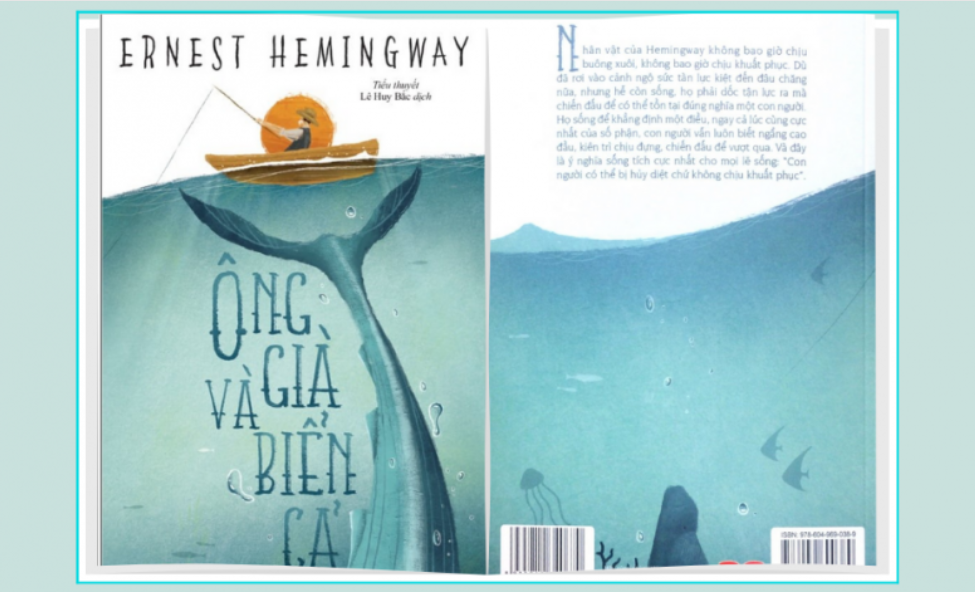 ERNEST HEMINGWAY
Tiểu thuyết
Lê Huy Bắc dịch
ÔNG
GIÀ
VÀ
BIỂN
CẢ
Nhân vật của Hemingway không bao giờ chịu
buông xuôi, không bao giờ chịu khuất phục. Dù
đã rơi vào cảnh ngộ sức tàn lực kiệt đến đâu chăng
nữa, nhưng hễ còn sống, họ phải dốc tận lực ra mà
chiến đấu để có thể tồn tại đúng nghĩa một con người.
Họ sống để khẳng định một điều, ngay cả lúc cùng cực
nhất của số phận, con người vẫn luôn biết ngẩng cao
đầu, kiên trì chịu đựng, chiến đấu để vượt qua. Và đây
là ý nghĩa sống tích cực nhất cho mọi lẽ sống: "Con
người có thể bị hủy diệt chứ không chịu khuất phục".
ISBN: 978-604-969-038-9